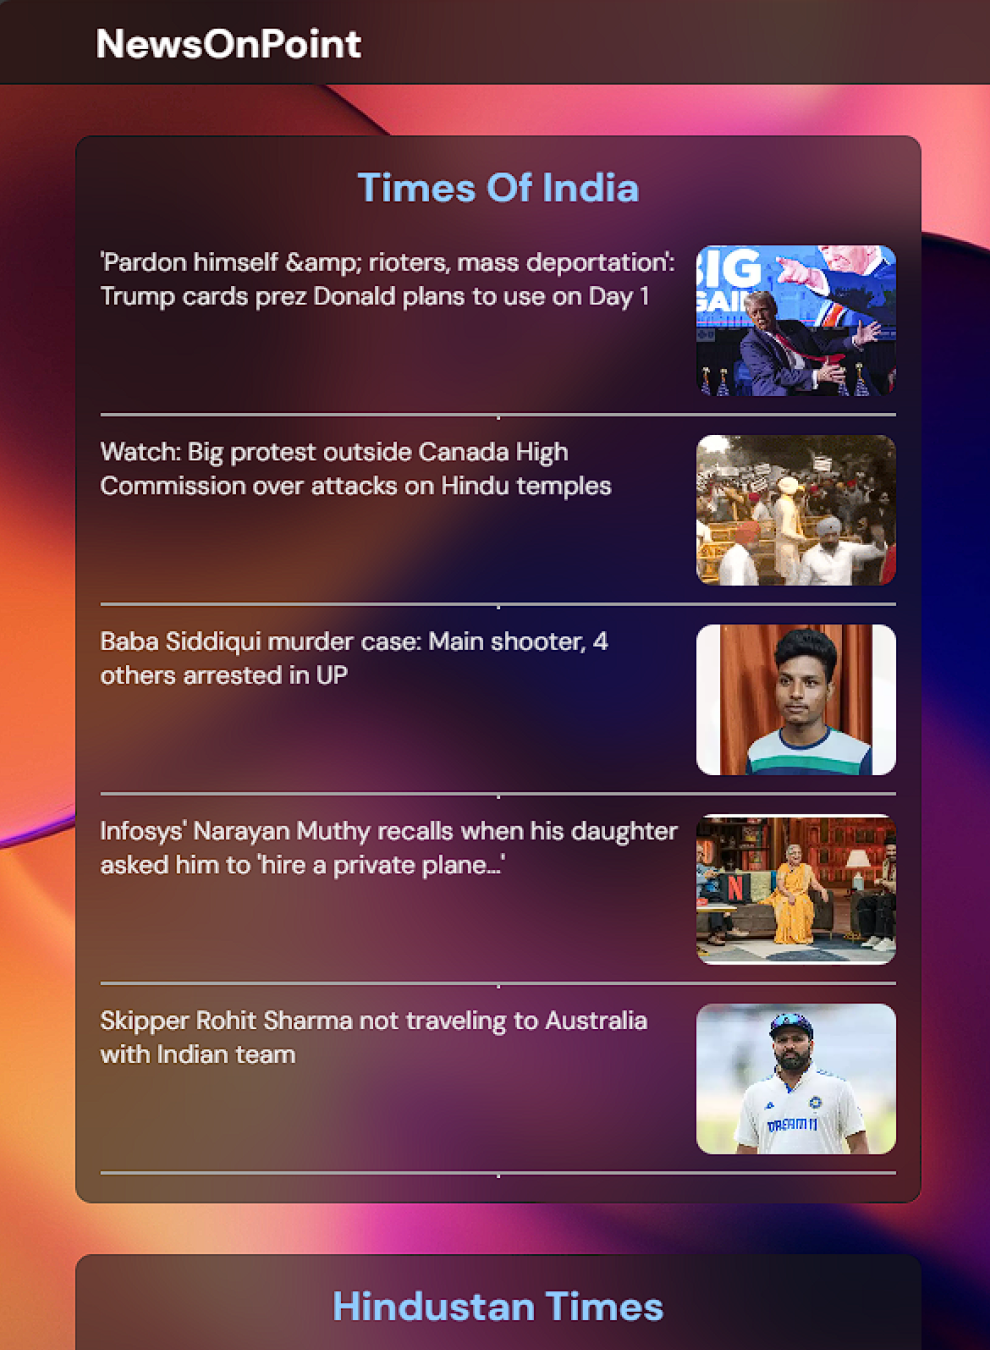 NewsOnPoint
Times Of India
'Pardon himself &amp; rioters, mass deportation':
Trump cards prez Donald plans to use on Day 1
IG
GAIN
Watch: Big protest outside Canada High
Commission over attacks on Hindu temples
Baba Siddiqui murder case: Main shooter, 4
others arrested in UP
Infosys' Narayan Muthy recalls when his daughter
asked him to 'hire a private plane...'
N
Skipper Rohit Sharma not traveling to Australia
with Indian team
DREAM11
Hindustan Times